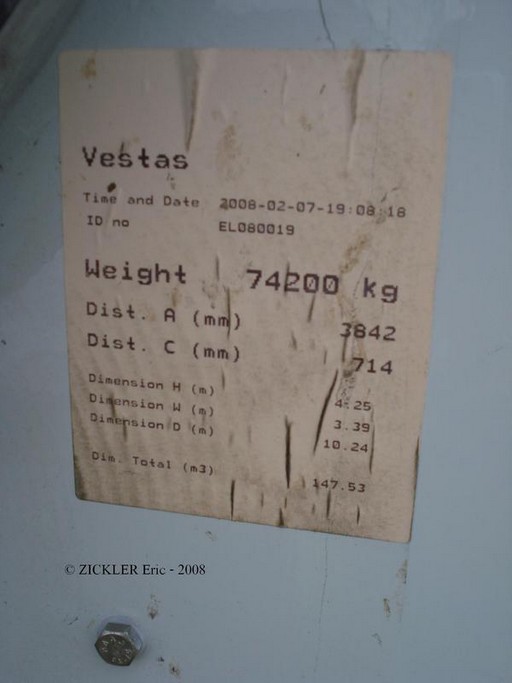 Vestas
Time and Date 2008-02-07-19:08:18
ID no EL080019
Weight 74200 kg
Dist. A (mm) 3842
Dist. C (mm) 714
Dimension H (m) 4.25
Dimension W (m) 3.39
Dimension D (m) 10.24
Dim. Total (m3) 147.53
© ZICKLER Eric - 2008